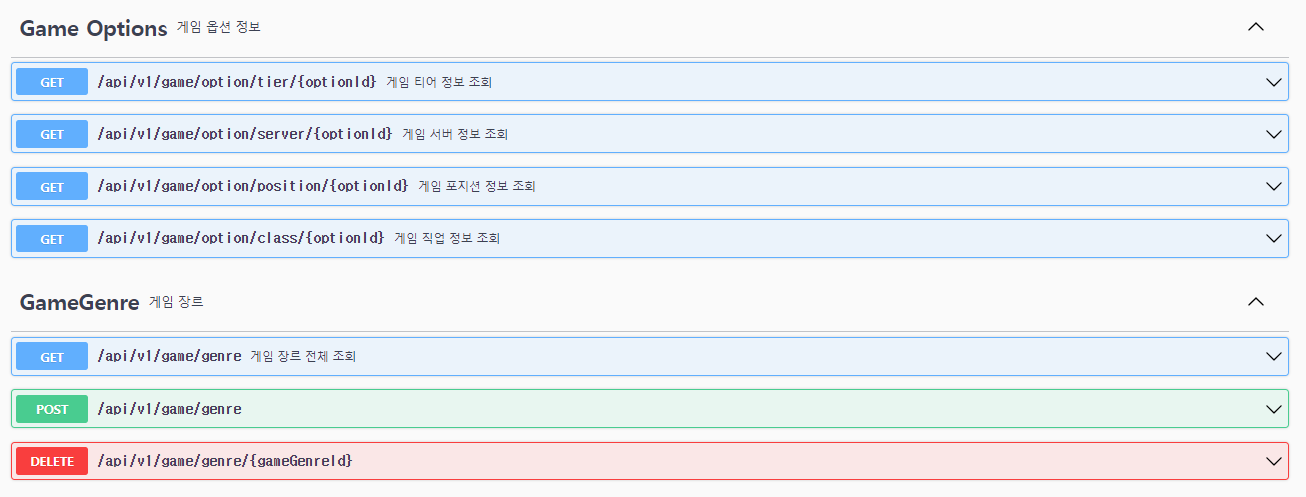 Game Options 게임 옵션 정보
GET /api/v1/game/option/tier/{optionId} 게임 티어 정보 조회
GET /api/v1/game/option/server/{optionId} 게임 서버 정보 조회
GET /api/v1/game/option/position/{optionId} 게임 포지션 정보 조회
GET /api/v1/game/option/class/{optionId} 게임 직업 정보 조회
GameGenre 게임 장르
GET /api/v1/game/genre 게임 장르 전체 조회
POST /api/v1/game/genre
DELETE /api/v1/game/genre/{gameGenreId}